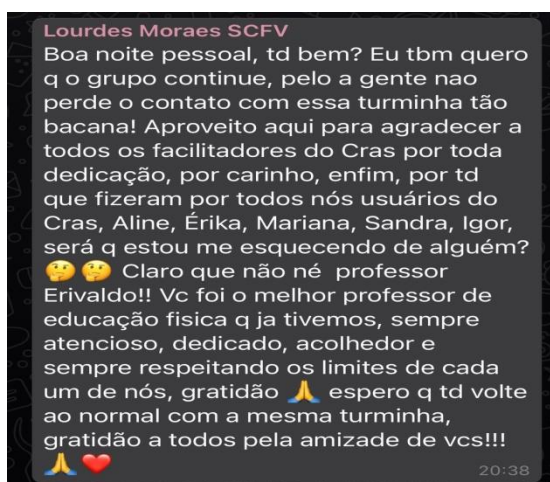 Lourdes Moraes SCFV
Boa noite pessoal, td bem? Eu tbm quero
q o grupo continue, pelo a gente nao
perde o contato com essa turminha tão
bacana! Aproveito aqui para agradecer a
todos os facilitadores do Cras por toda
dedicação, por carinho, enfim, por td
que fizeram por todos nós usuários do
Cras, Aline, Érika, Mariana, Sandra, Igor,
será q estou me esquecendo de alguém?
🤔🤔 Claro que não né professor
Erivaldo!! Vc foi o melhor professor de
educação fisica q ja tivemos, sempre
atencioso, dedicado, acolhedor e
sempre respeitando os limites de cada
um de nós, gratidão 🙏 espero q td volte
ao normal com a mesma turminha,
gratidão a todos pela amizade de vcs!!!
🙏❤️ 20:38